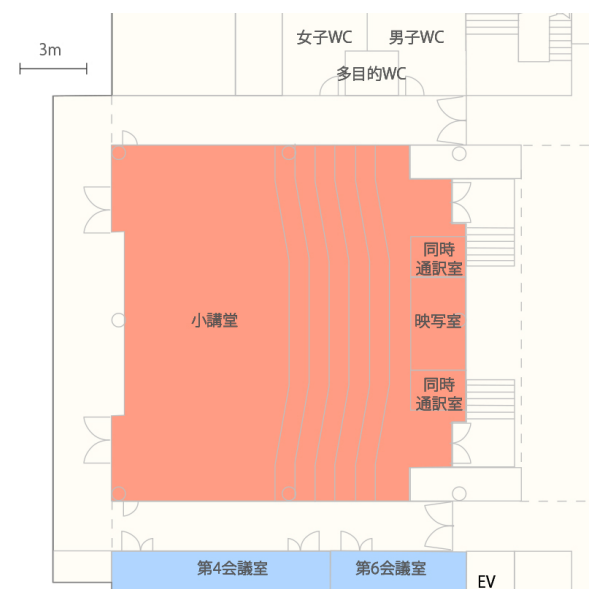 女子WC
男子WC
3m
多目的WC
同時
通訳室
小講堂
映写室
同時
通訳室
第4会議室
第6会議室
EV